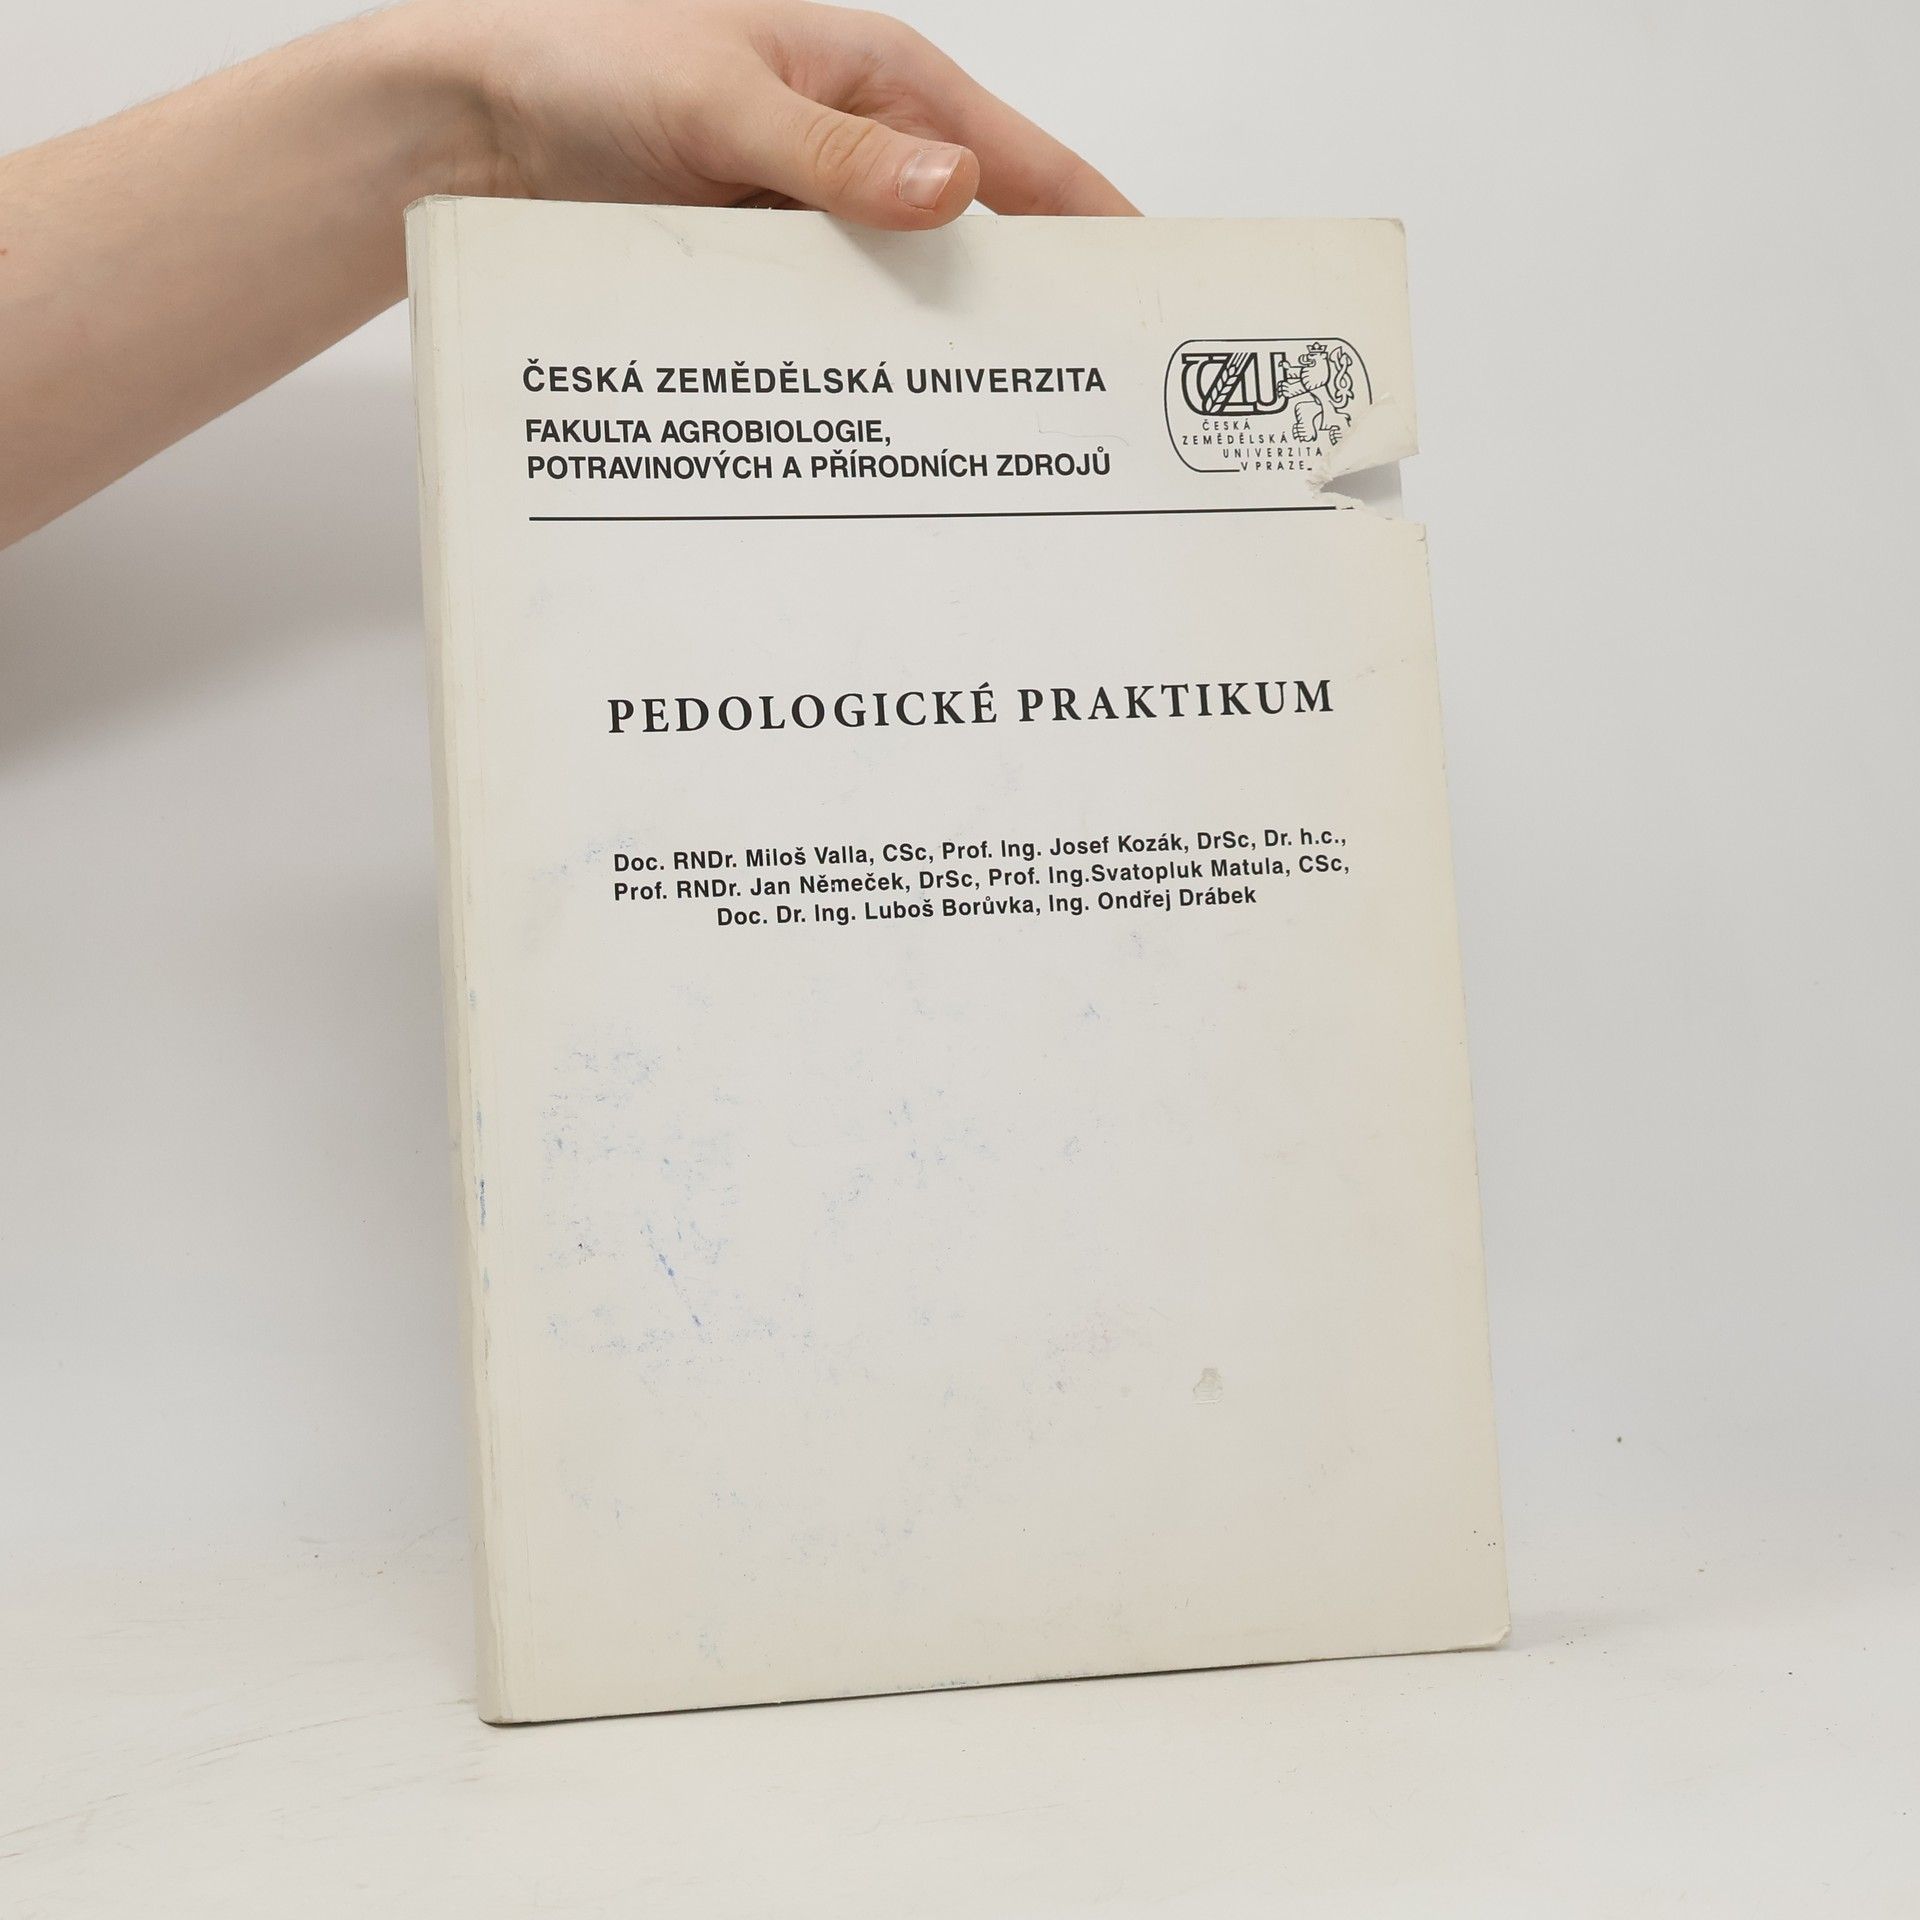 ČESKÁ ZEMĚDĚLSKÁ UNIVERZITA
FAKULTA AGROBIOLOGIE,
POTRAVINOVÝCH A PŘÍRODNÍCH ZDROJŮ
ČZU
ČESKÁ
ZEMĚDĚLSKÁ
UNIVERZITA
V PRAZE
PEDOLOGICKÉ PRAKTIKUM
Doc. RNDr. Miloš Valla, CSc, Prof. Ing. Josef Kozák, DrSc, Dr. h.c.,
Prof. RNDr. Jan Němeček, DrSc, Prof. Ing.Svatopluk Matula, CSc,
Doc. Dr. Ing. Luboš Borůvka, Ing. Ondřej Drábek